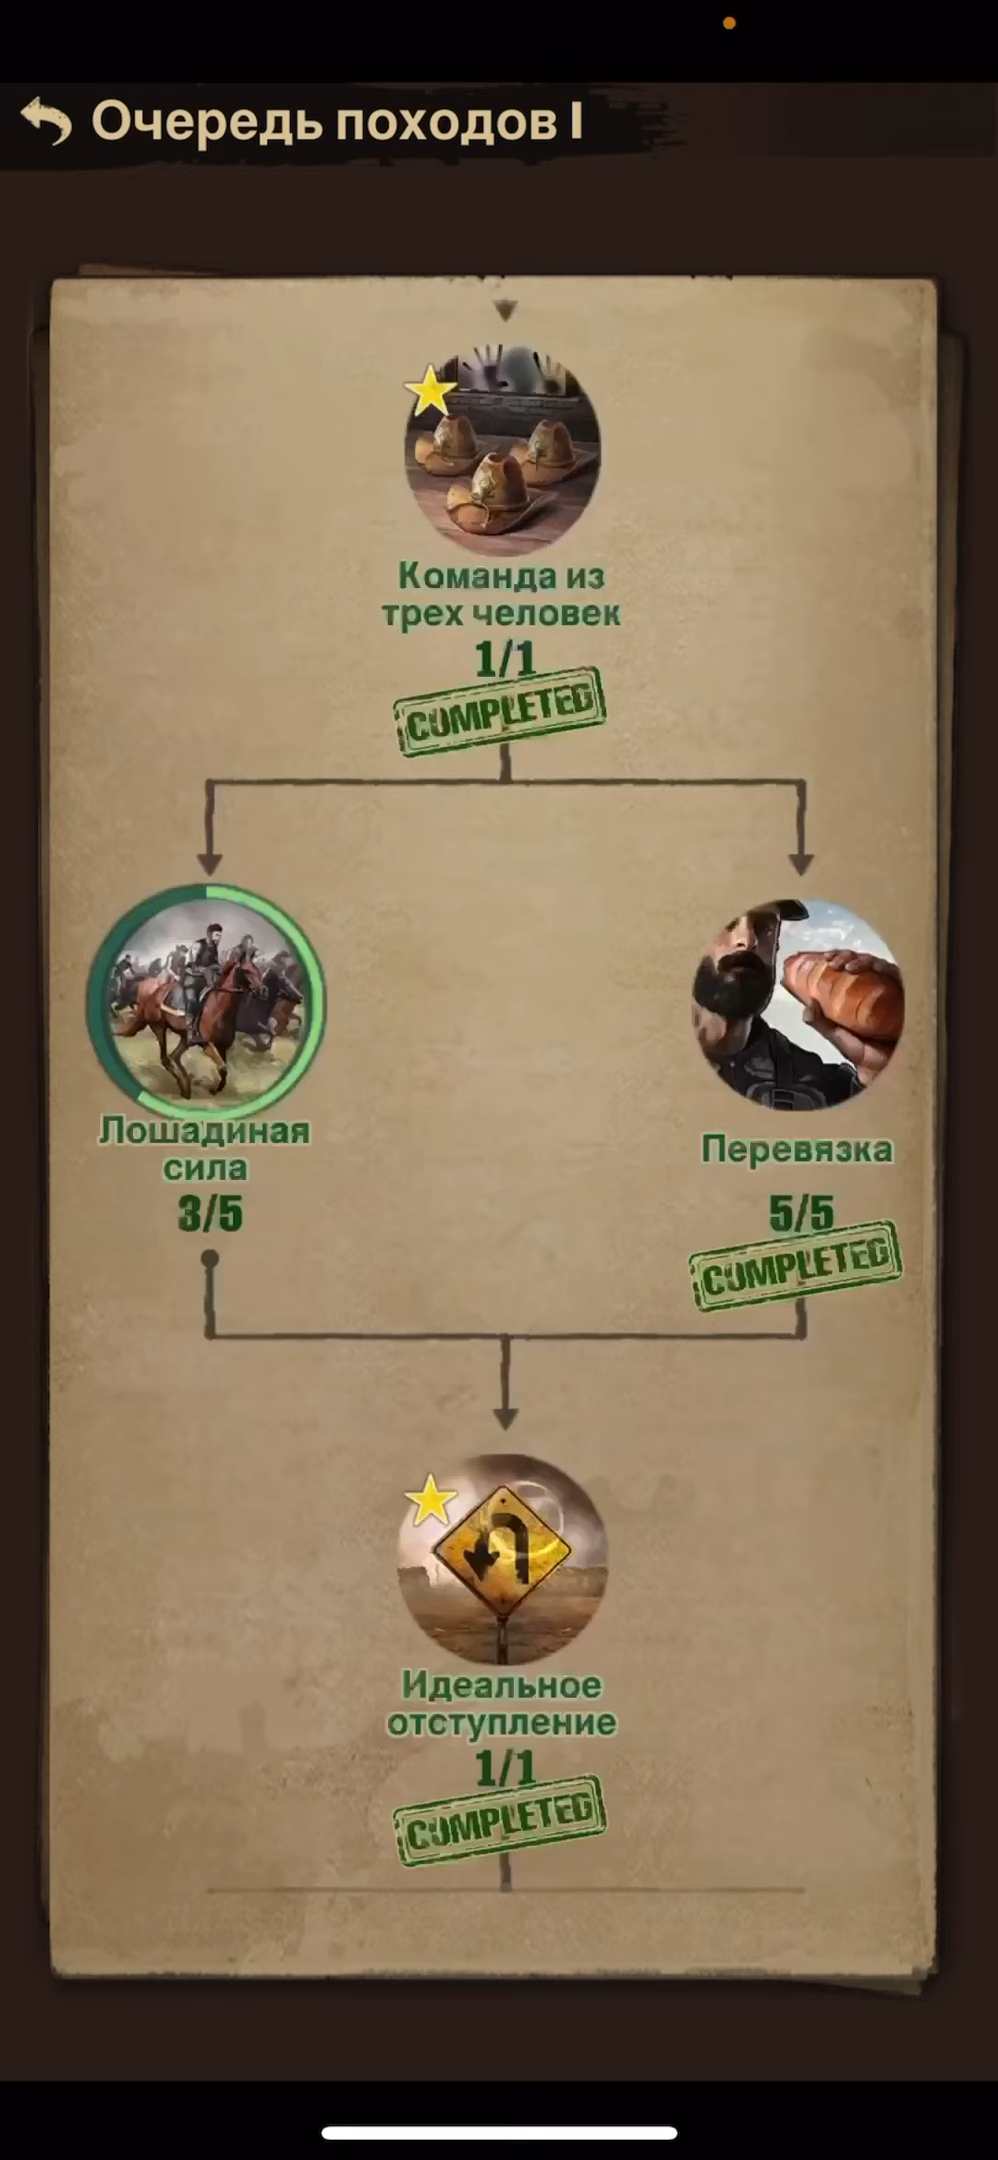 Очередь походов I
Команда из
трех человек
1/1
COMPLETED
Лошадиная
сила
3/5
Перевязка
5/5
COMPLETED
Идеальное
отступление
1/1
COMPLETED